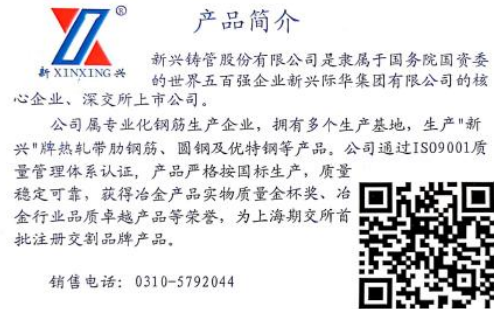 产品简介
®
新 XINXING 兴
新兴铸管股份有限公司是隶属于国务院国资委
的世界五百强企业新兴际华集团有限公司的核
心企业、深交所上市公司。
公司属专业化钢筋生产企业，拥有多个生产基地，生产"新
兴"牌热轧带肋钢筋、圆钢及优特钢等产品。公司通过ISO9001质
量管理体系认证，产品严格按国标生产，质量
稳定可靠，获得冶金产品实物质量金杯奖、冶
金行业品质卓越产品等荣誉，为上海期交所首
批注册交割品牌产品。
销售电话：0310-5792044